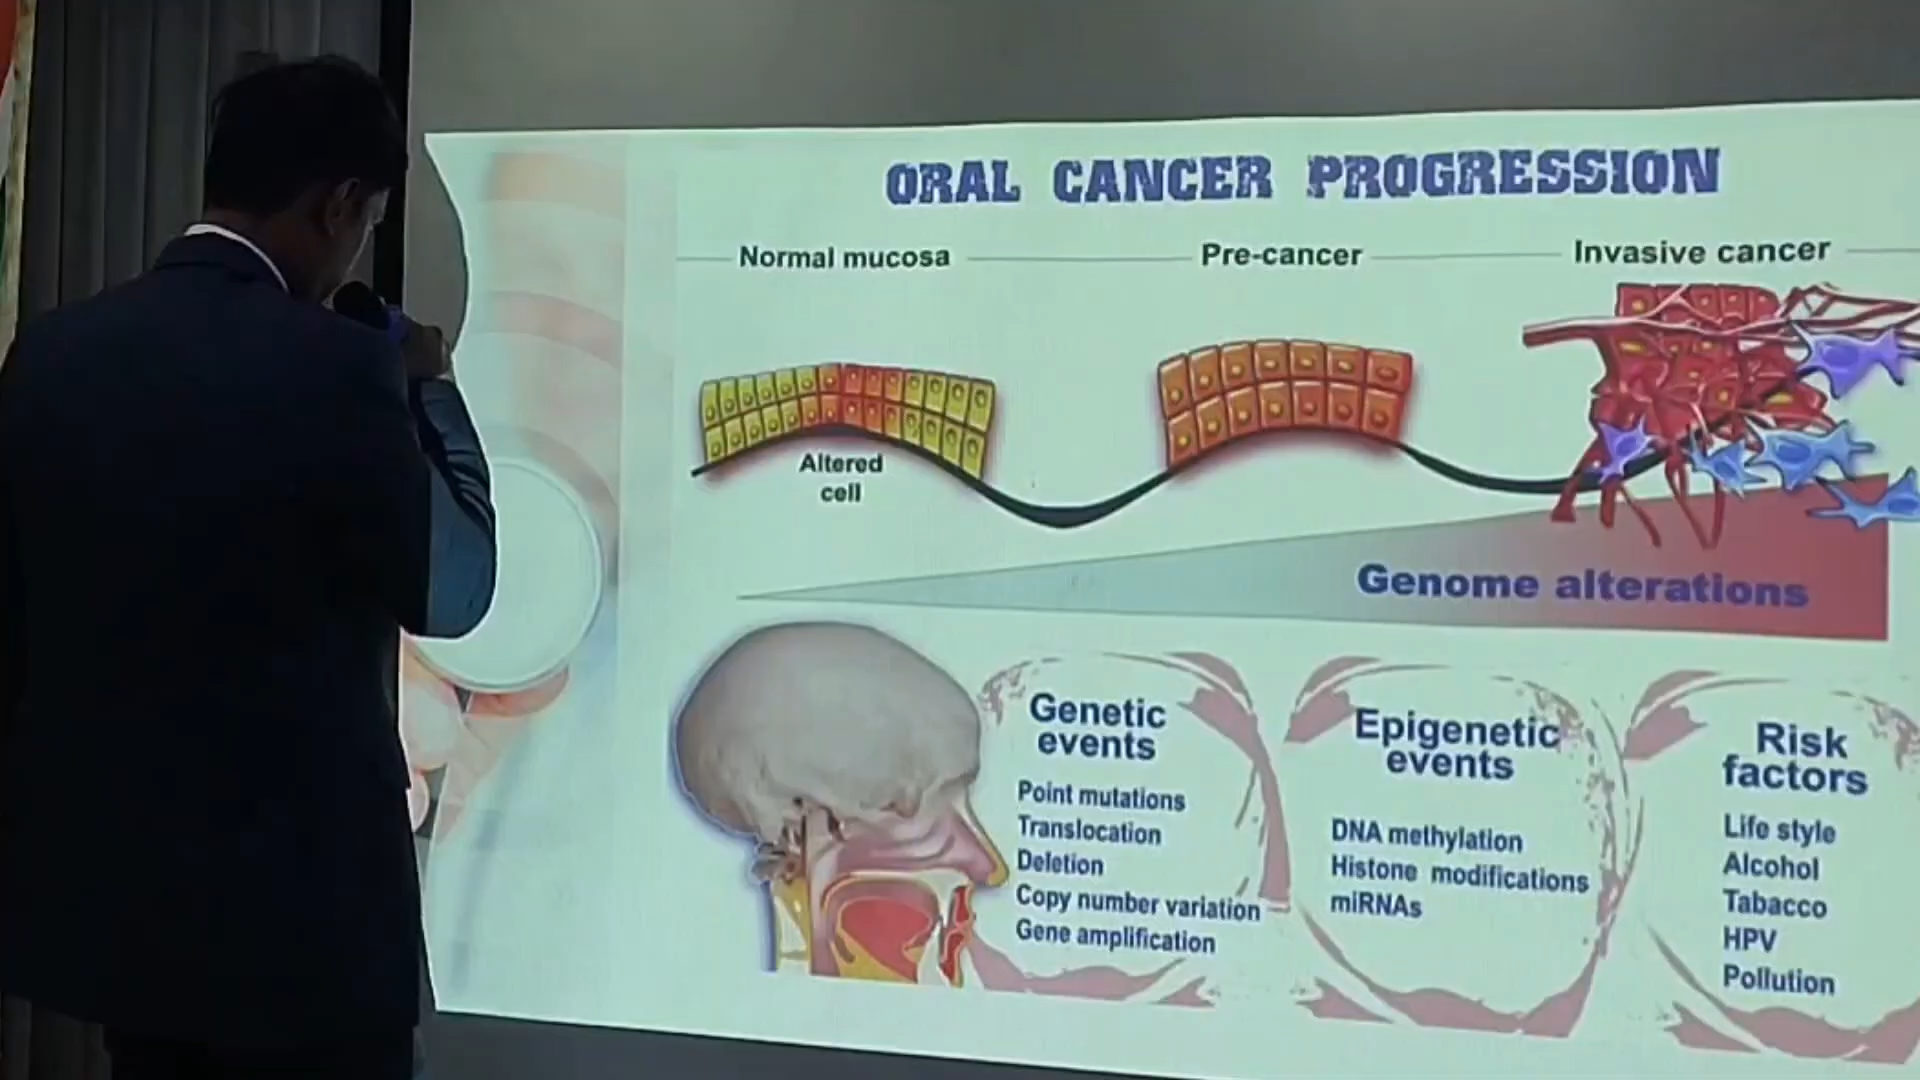 ORAL CANCER PROGRESSION
Normal mucosa
Pre-cancer
Invasive cancer
Altered
cell
Genome alterations
Genetic
events
Point mutations
Translocation
Deletion
Copy number variation
Gene amplification
Epigenetic
events
DNA methylation
Histone modifications
miRNAs
Risk
factors
Life style
Alcohol
Tabacco
HPV
Pollution